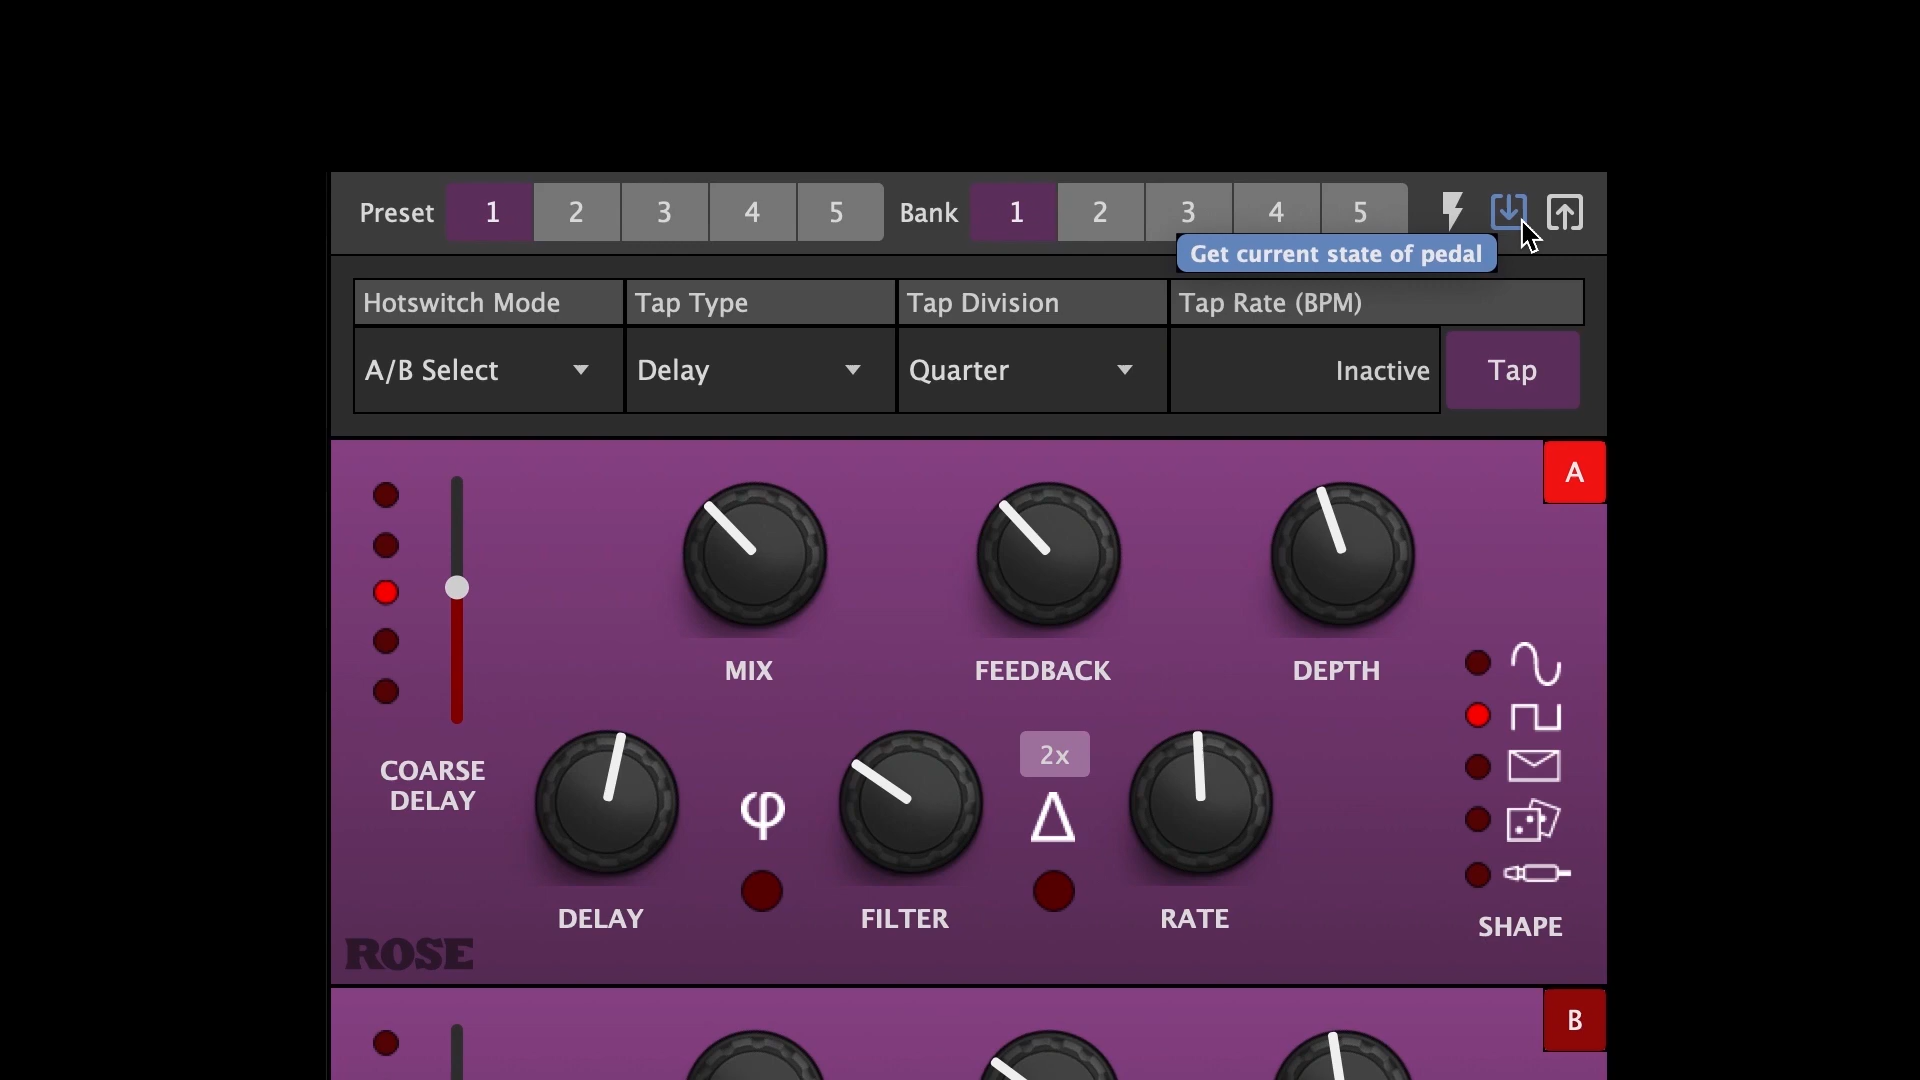 Preset 1 2 3 4 5 Bank 1 2 3 4 5
Get current state of pedal
Hotswitch Mode Tap Type Tap Division Tap Rate (BPM)
A/B Select Delay Quarter Inactive Tap
A
MIX FEEDBACK DEPTH
2x
COARSE
DELAY
φ Δ
DELAY FILTER RATE SHAPE
ROSE
B